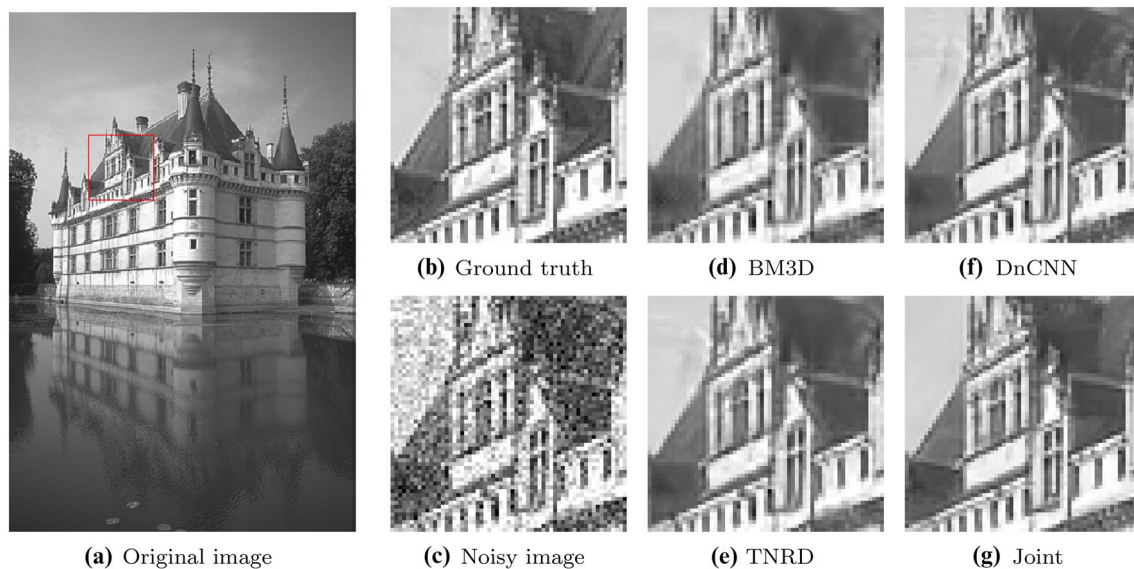 (b) Ground truth
(d) BM3D
(f) DnCNN
(a) Original image
(c) Noisy image
(e) TNRD
(g) Joint